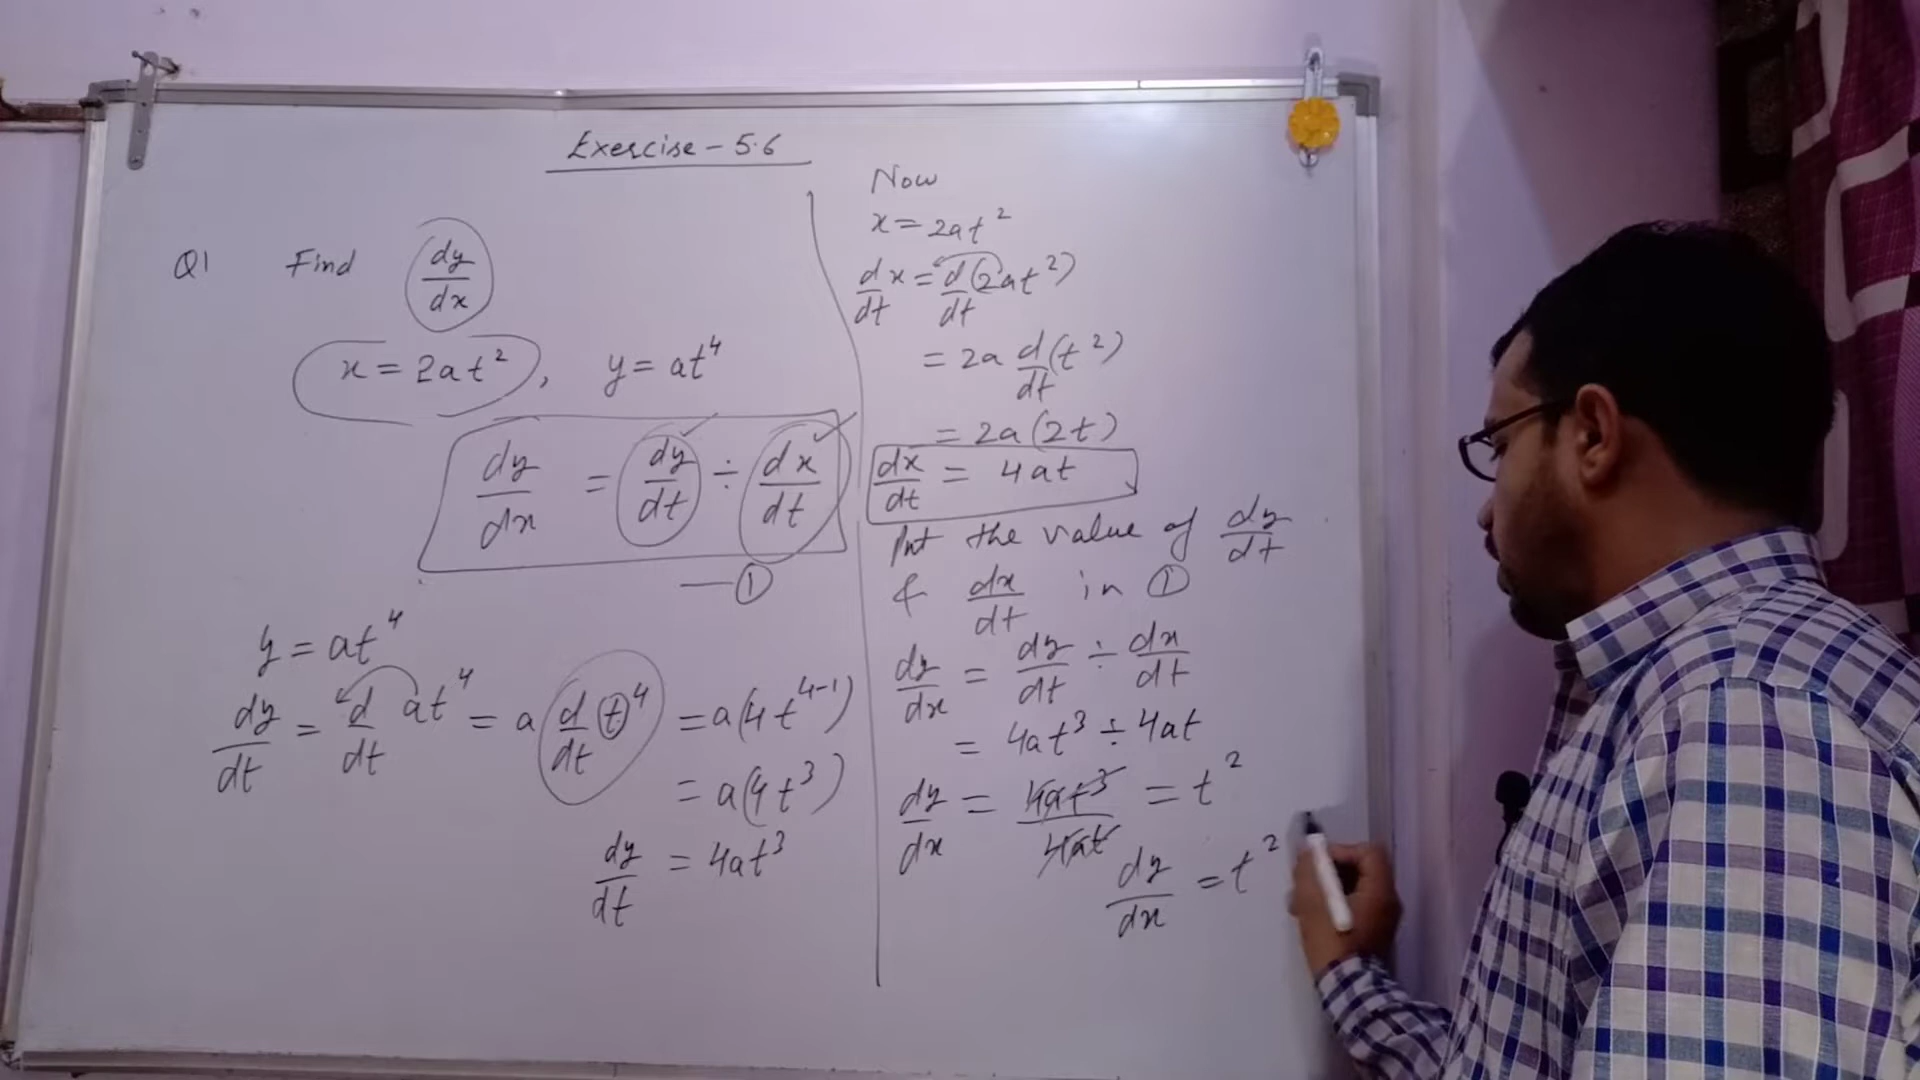 Exercise - 5.6
Q1 Find dy/dx
x = 2at², y = at⁴
dy/dx = dy/dt ÷ dx/dt
— ①
y = at⁴
dy/dt = d/dt at⁴ = a d/dt t⁴ = a(4t⁴⁻¹)
= a(4t³)
dy/dt = 4at³
Now
x = 2at²
d/dt x = d/dt (2at²)
= 2a d/dt (t²)
= 2a(2t)
dx/dt = 4at
Put the value of dy/dt
& dx/dt in ①
dy/dx = dy/dt ÷ dx/dt
= 4at³ ÷ 4at
dy/dx = 4at³/4at = t²
dy/dx = t²